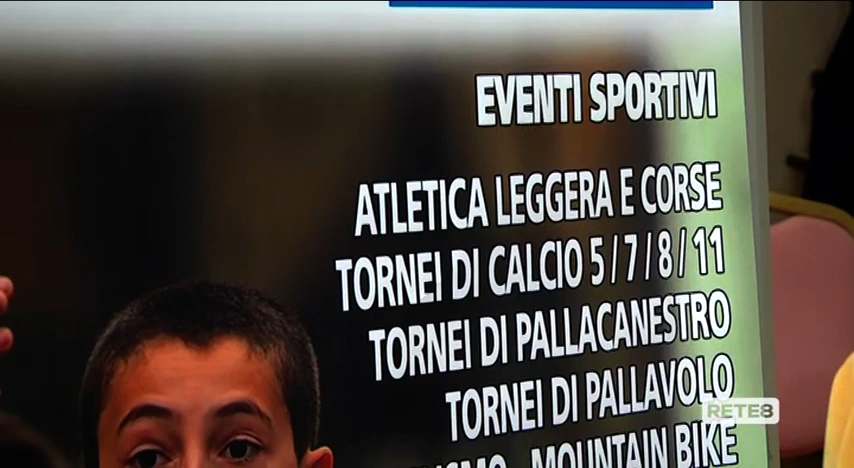 EVENTI SPORTIVI
ATLETICA LEGGERA E CORSE
TORNEI DI CALCIO 5 / 7 / 8 / 11
TORNEI DI PALLACANESTRO
TORNEI DI PALLAVOLO
RETE8
MOUNTAIN BIKE